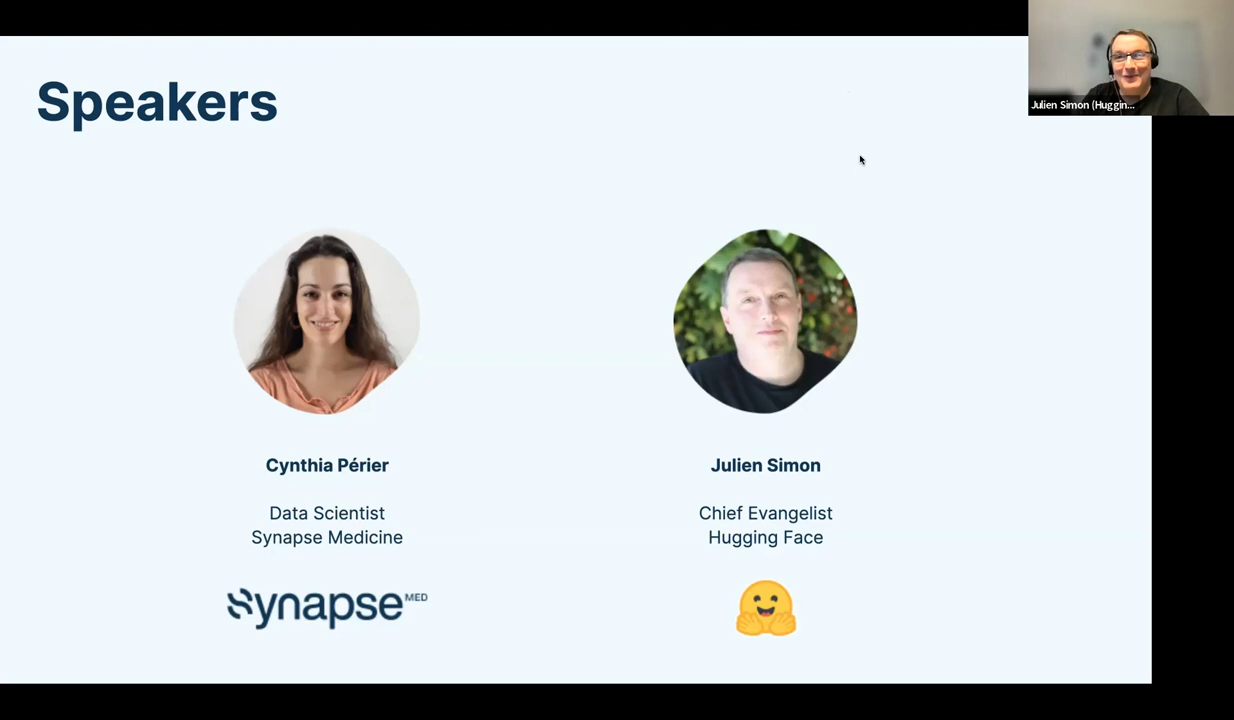 Speakers
Julien Simon (Huggin...
Cynthia Périer
Data Scientist
Synapse Medicine
synapse MED
Julien Simon
Chief Evangelist
Hugging Face